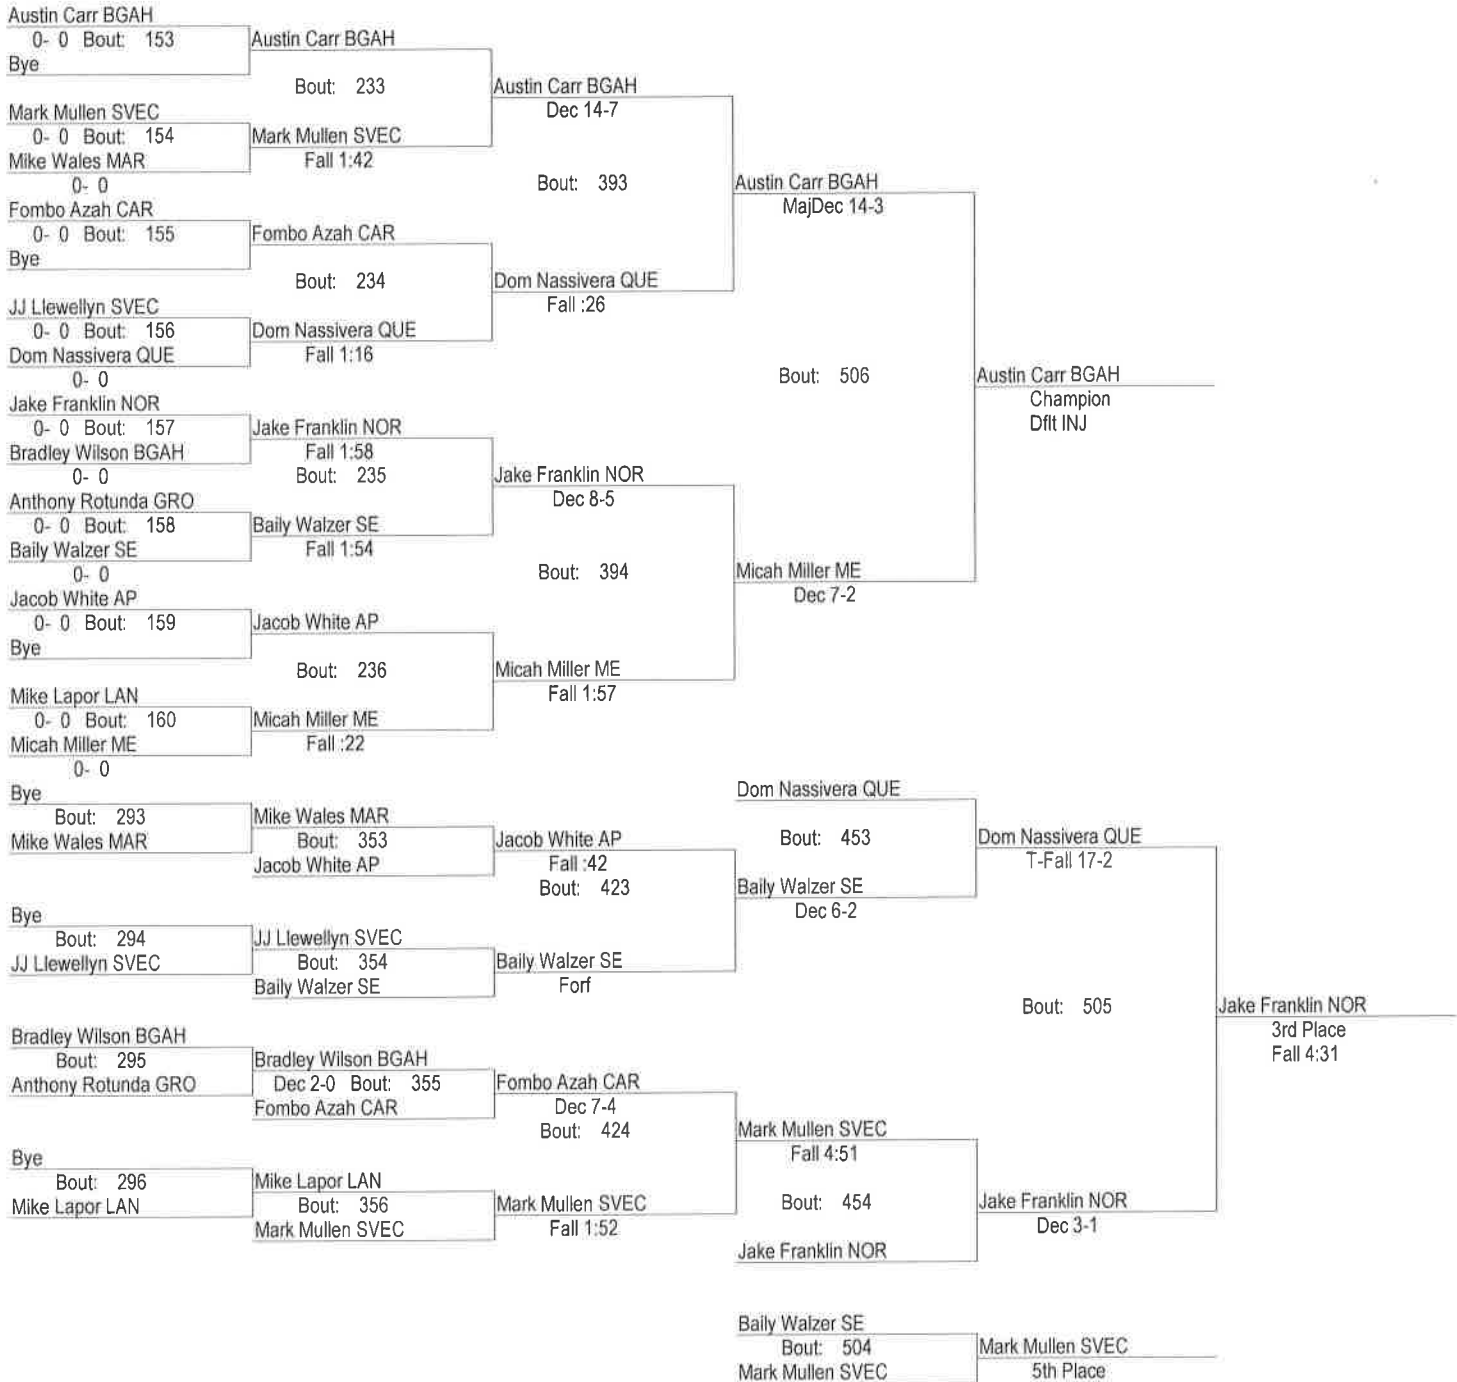 Austin Carr BGAH
0- 0 Bout: 153
Bye
Austin Carr BGAH
Bout: 233
Mark Mullen SVEC
0- 0 Bout: 154
Mike Wales MAR
0- 0
Mark Mullen SVEC
Fall 1:42
Austin Carr BGAH
Dec 14-7
Bout: 393
Fombo Azah CAR
0- 0 Bout: 155
Bye
Fombo Azah CAR
Bout: 234
JJ Llewellyn SVEC
0- 0 Bout: 156
Dom Nassivera QUE
0- 0
Dom Nassivera QUE
Fall 1:16
Dom Nassivera QUE
Fall :26
Austin Carr BGAH
MajDec 14-3
Bout: 506
Austin Carr BGAH
Champion
Dflt INJ
Jake Franklin NOR
0- 0 Bout: 157
Bradley Wilson BGAH
0- 0
Jake Franklin NOR
Fall 1:58
Bout: 235
Anthony Rotunda GRO
0- 0 Bout: 158
Baily Walzer SE
0- 0
Baily Walzer SE
Fall 1:54
Jake Franklin NOR
Dec 8-5
Bout: 394
Jacob White AP
0- 0 Bout: 159
Bye
Jacob White AP
Bout: 236
Mike Lapor LAN
0- 0 Bout: 160
Micah Miller ME
0- 0
Micah Miller ME
Fall :22
Micah Miller ME
Fall 1:57
Micah Miller ME
Dec 7-2
Bye
Bout: 293
Mike Wales MAR
Mike Wales MAR
Bout: 353
Jacob White AP
Jacob White AP
Fall :42
Bout: 423
Bye
Bout: 294
JJ Llewellyn SVEC
JJ Llewellyn SVEC
Bout: 354
Baily Walzer SE
Baily Walzer SE
Forf
Dom Nassivera QUE
Bout: 453
Baily Walzer SE
Dec 6-2
Dom Nassivera QUE
T-Fall 17-2
Bout: 505
Jake Franklin NOR
3rd Place
Fall 4:31
Bradley Wilson BGAH
Bout: 295
Anthony Rotunda GRO
Bradley Wilson BGAH
Dec 2-0 Bout: 355
Fombo Azah CAR
Fombo Azah CAR
Dec 7-4
Bout: 424
Bye
Bout: 296
Mike Lapor LAN
Mike Lapor LAN
Bout: 356
Mark Mullen SVEC
Mark Mullen SVEC
Fall 1:52
Mark Mullen SVEC
Fall 4:51
Bout: 454
Jake Franklin NOR
Jake Franklin NOR
Dec 3-1
Baily Walzer SE
Bout: 504
Mark Mullen SVEC
Mark Mullen SVEC
5th Place